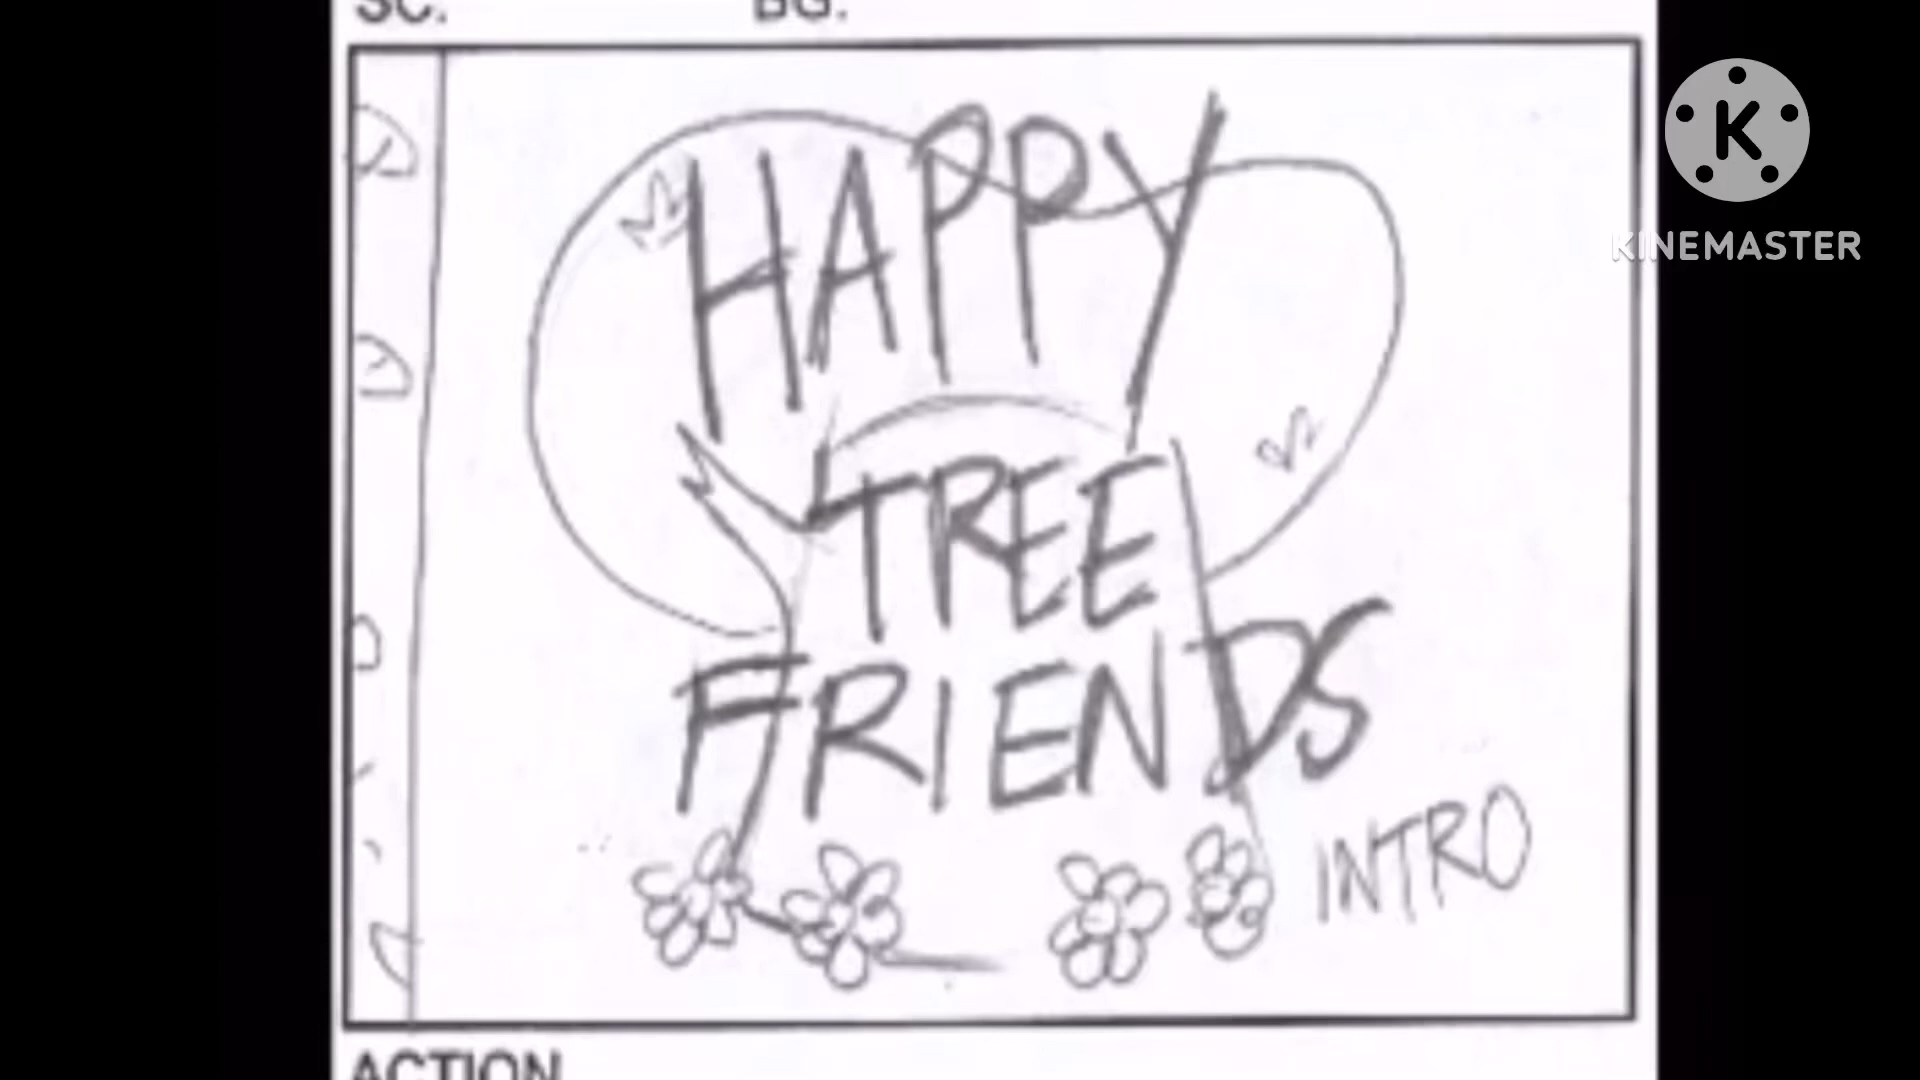 SC. BG.
HAPPY
TREE
FRIENDS
INTRO
ACTION
K
KINEMASTER